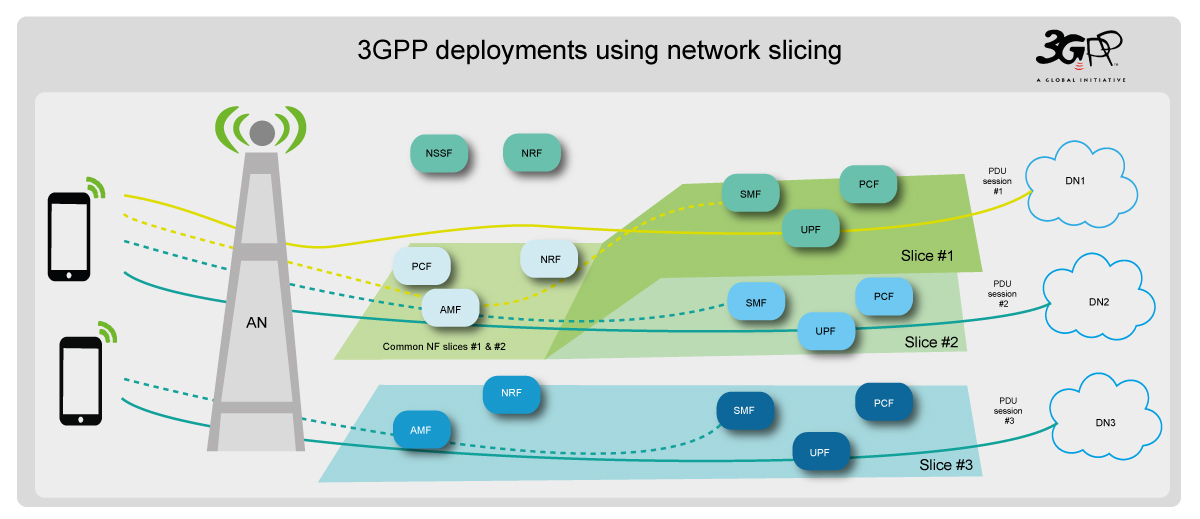 3GPP deployments using network slicing
3GPP™
A GLOBAL INITIATIVE
NSSF
NRF
SMF
PCF
UPF
Slice #1
PDU
session
#1
DN1
PCF
NRF
AMF
Common NF slices #1 & #2
SMF
PCF
UPF
Slice #2
PDU
session
#2
DN2
AN
NRF
AMF
SMF
PCF
UPF
Slice #3
PDU
session
#3
DN3